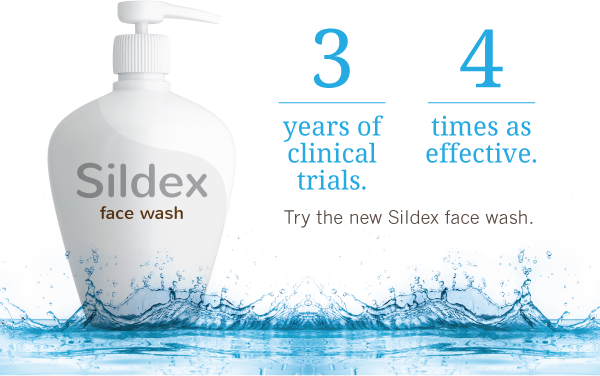 Sildex
face wash
3
years of
clinical
trials.
4
times as
effective.
Try the new Sildex face wash.